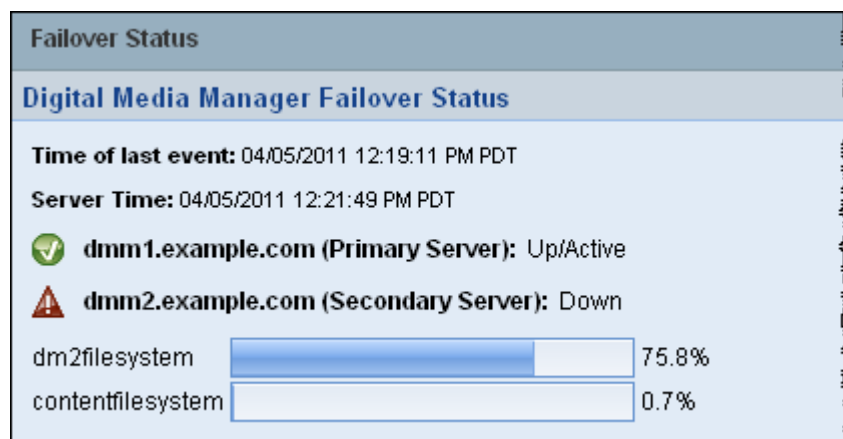 Failover Status
Digital Media Manager Failover Status
Time of last event: 04/05/2011 12:19:11 PM PDT
Server Time: 04/05/2011 12:21:49 PM PDT
dmm1.example.com (Primary Server): Up/Active
dmm2.example.com (Secondary Server): Down
dm2filesystem 75.8%
contentfilesystem 0.7%